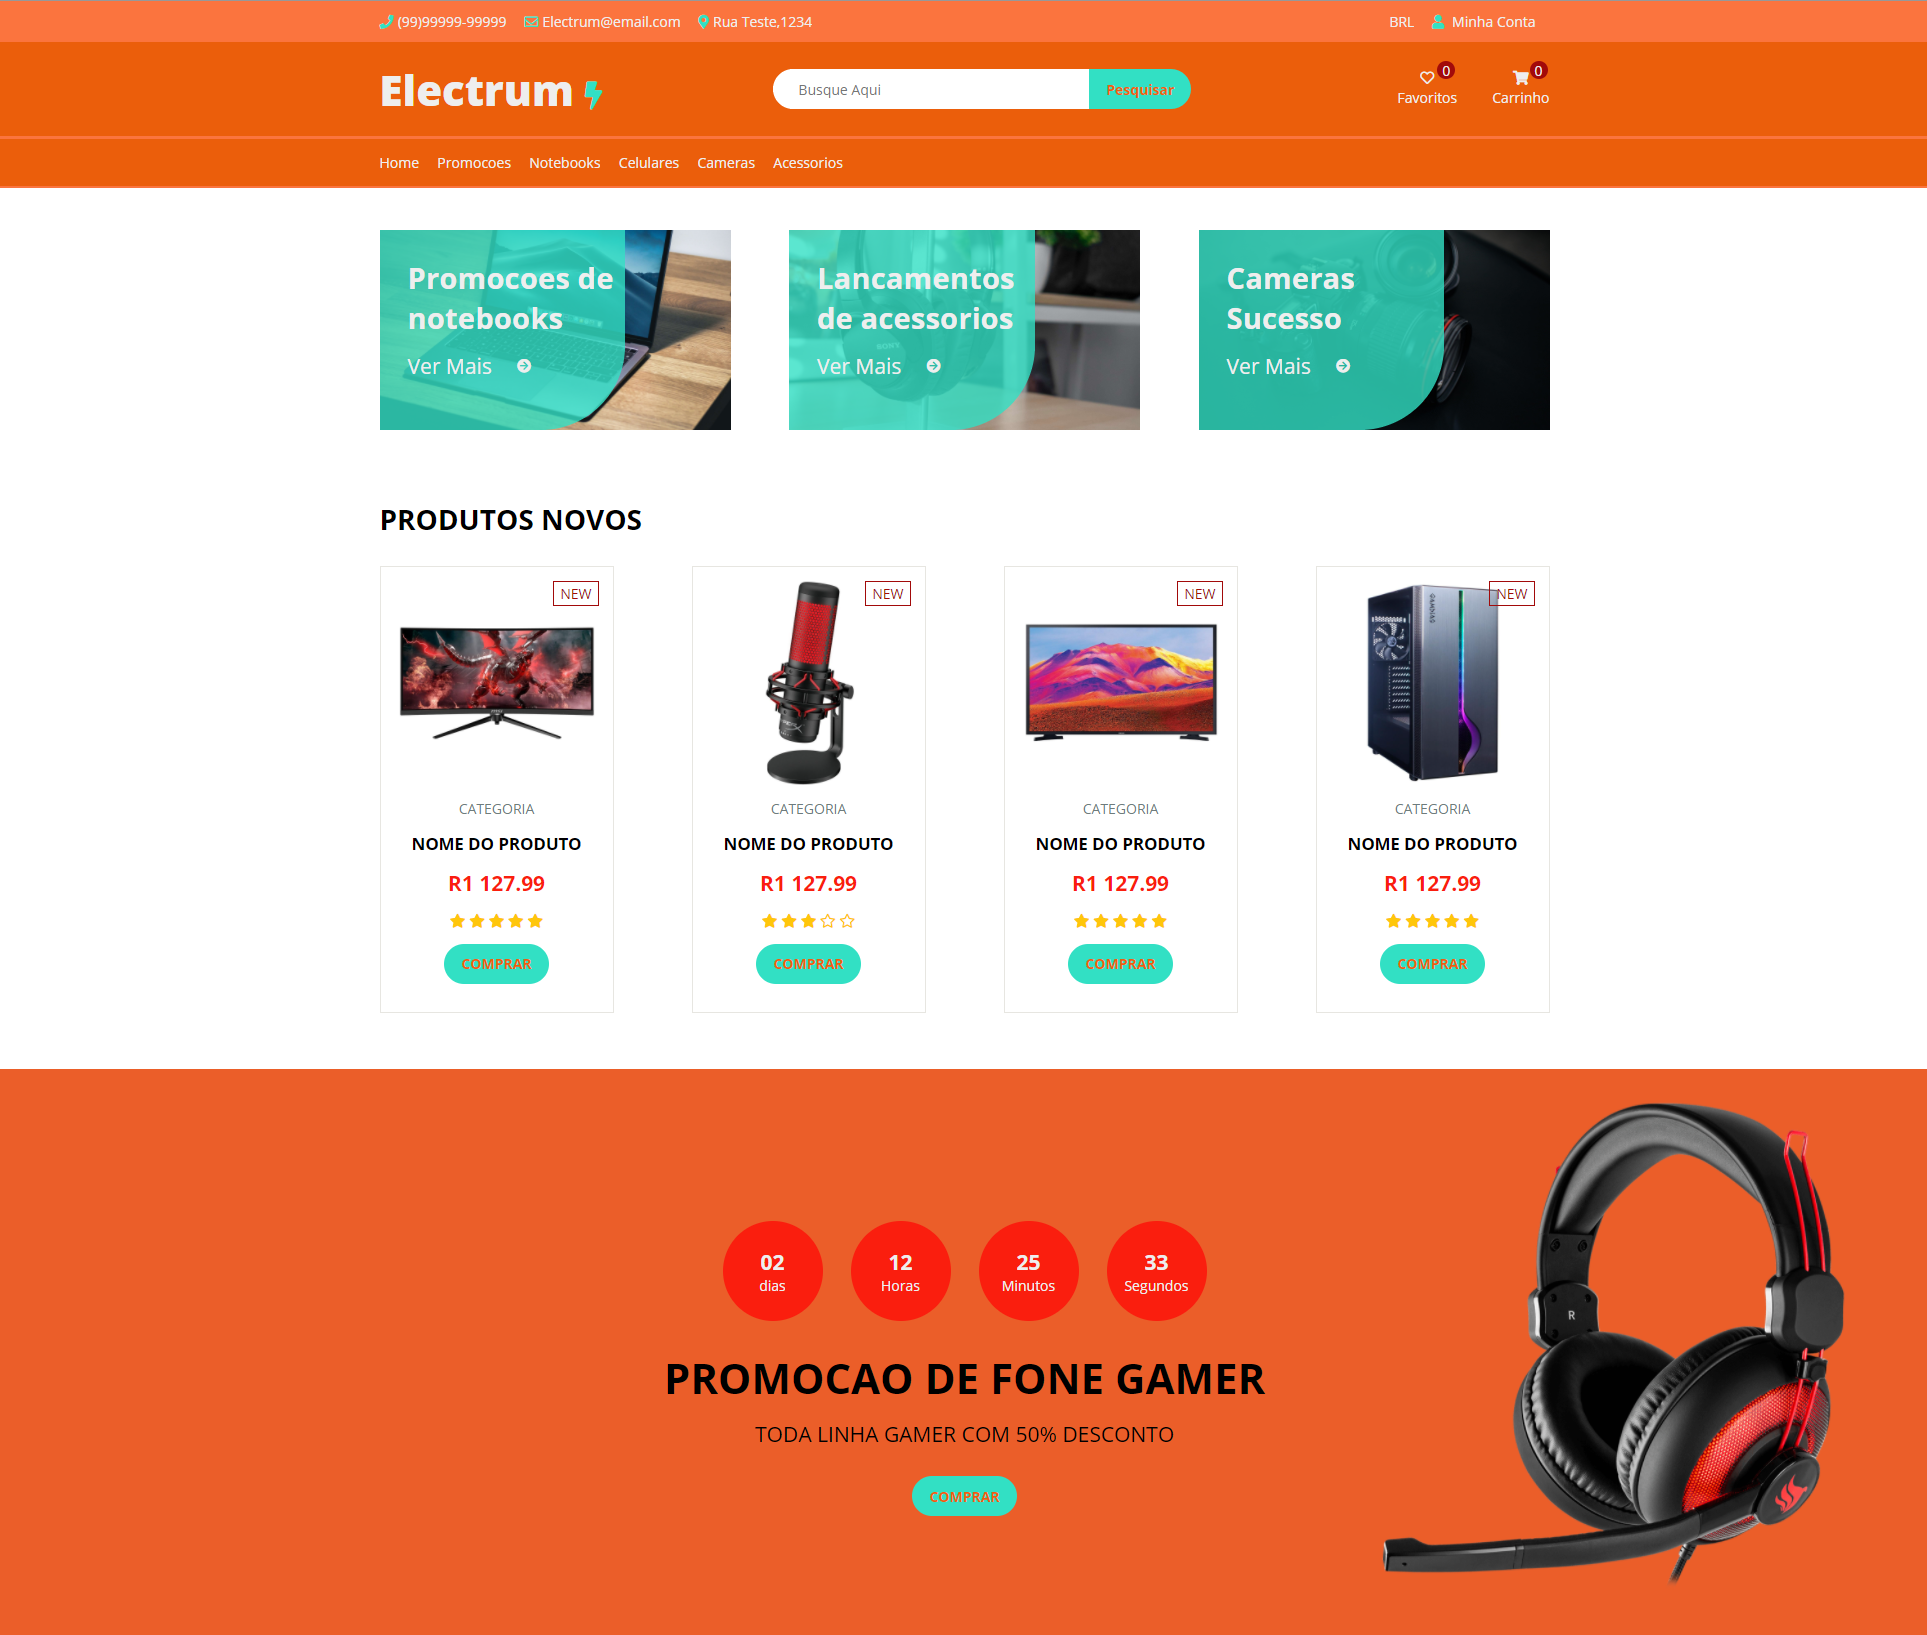 (99)99999-99999 Electrum@email.com Rua Teste,1234 BRL Minha Conta
Electrum
Busque Aqui Pesquisar
0 0
Favoritos Carrinho
Home Promocoes Notebooks Celulares Cameras Acessorios
Promocoes de
notebooks
Ver Mais
Lancamentos
de acessorios
Ver Mais
SONY
Cameras
Sucesso
Ver Mais
PRODUTOS NOVOS
NEW
CATEGORIA
NOME DO PRODUTO
R1 127.99
COMPRAR
NEW
CATEGORIA
NOME DO PRODUTO
R1 127.99
COMPRAR
NEW
CATEGORIA
NOME DO PRODUTO
R1 127.99
COMPRAR
NEW
CATEGORIA
NOME DO PRODUTO
R1 127.99
COMPRAR
02 12 25 33
dias Horas Minutos Segundos
R
PROMOCAO DE FONE GAMER
TODA LINHA GAMER COM 50% DESCONTO
COMPRAR